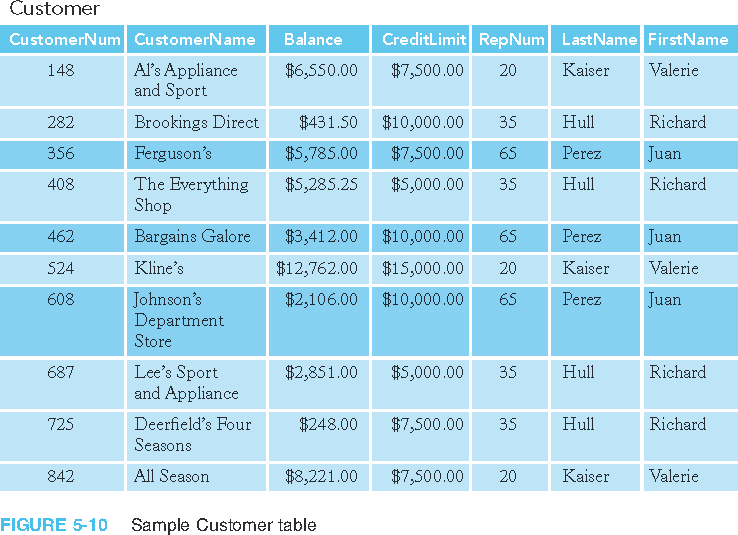 Customer
CustomerNum CustomerName Balance CreditLimit RepNum LastName FirstName
148 Al's Appliance $6,550.00 $7,500.00 20 Kaiser Valerie
and Sport
282 Brookings Direct $431.50 $10,000.00 35 Hull Richard
356 Ferguson's $5,785.00 $7,500.00 65 Perez Juan
408 The Everything $5,285.25 $5,000.00 35 Hull Richard
Shop
462 Bargains Galore $3,412.00 $10,000.00 65 Perez Juan
524 Kline's $12,762.00 $15,000.00 20 Kaiser Valerie
608 Johnson's $2,106.00 $10,000.00 65 Perez Juan
Department
Store
687 Lee's Sport $2,851.00 $5,000.00 35 Hull Richard
and Appliance
725 Deerfield's Four $248.00 $7,500.00 35 Hull Richard
Seasons
842 All Season $8,221.00 $7,500.00 20 Kaiser Valerie
FIGURE 5-10 Sample Customer table